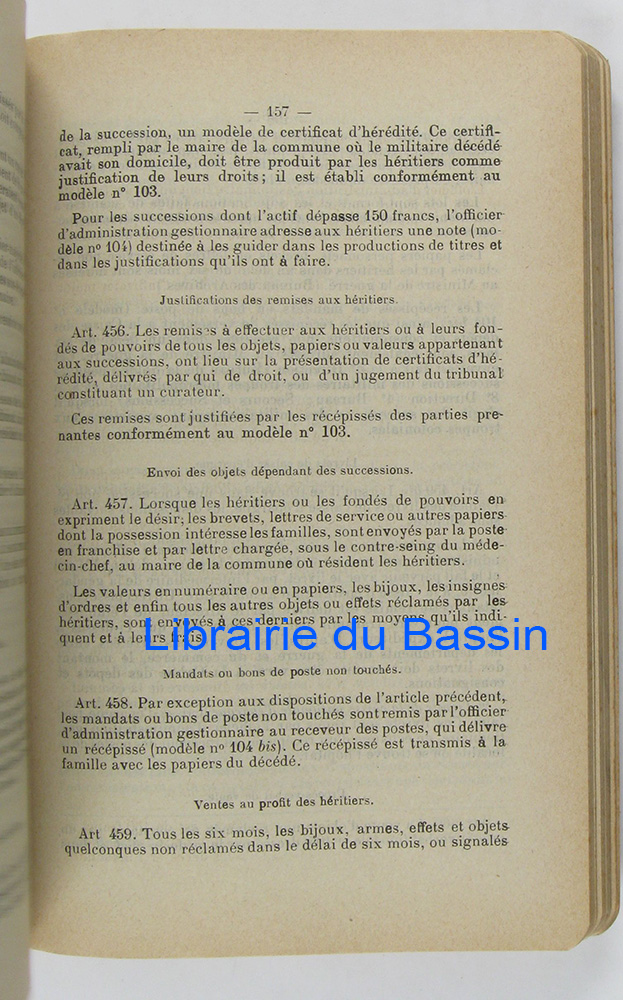 — 157 —
de la succession, un modèle de certificat d'hérédité. Ce certifi-
cat, rempli par le maire de la commune où le militaire décédé
avait son domicile, doit être produit par les héritiers comme
justification de leurs droits; il est établi conformément au
modèle n° 103.
Pour les successions dont l'actif dépasse 150 francs, l'officier
d'administration gestionnaire adresse aux héritiers une note (mo-
dèle n° 104) destinée à les guider dans les productions de titres et
dans les justifications qu'ils ont à faire.
Justifications des remises aux héritiers.
Art. 456. Les remises à effectuer aux héritiers ou à leurs fon-
dés de pouvoirs de tous les objets, papiers ou valeurs appartenant
aux successions, ont lieu sur la présentation de certificats d'hé-
rédité, délivrés par qui de droit, ou d'un jugement du tribunal
constituant un curateur.
Ces remises sont justifiées par les récépissés des parties pre-
nantes conformément au modèle n° 103.
Envoi des objets dépendant des successions.
Art. 457. Lorsque les héritiers ou les fondés de pouvoirs en
expriment le désir; les brevets, lettres de service ou autres papiers
dont la possession intéresse les familles, sont envoyés par la poste
en franchise et par lettre chargée, sous le contre-seing du méde-
cin-chef, au maire de la commune où résident les héritiers.
Les valeurs en numéraire ou en papiers, les bijoux, les insignes
d'ordres et enfin tous les autres objets ou effets réclamés par les
héritiers, sont envoyés à ces derniers par les moyens qu'ils indi-
quent et à leurs frais.
Librairie du Bassin
Mandats ou bons de poste non touchés.
Art. 458. Par exception aux dispositions de l'article précédent,
les mandats ou bons de poste non touchés sont remis par l'officier
d'administration gestionnaire au receveur des postes, qui délivre
un récépissé (modèle n° 104 bis). Ce récépissé est transmis à la
famille avec les papiers du décédé.
Ventes au profit des héritiers.
Art 459. Tous les six mois, les bijoux, armes, effets et objets
quelconques non réclamés dans le délai de six mois, ou signalés